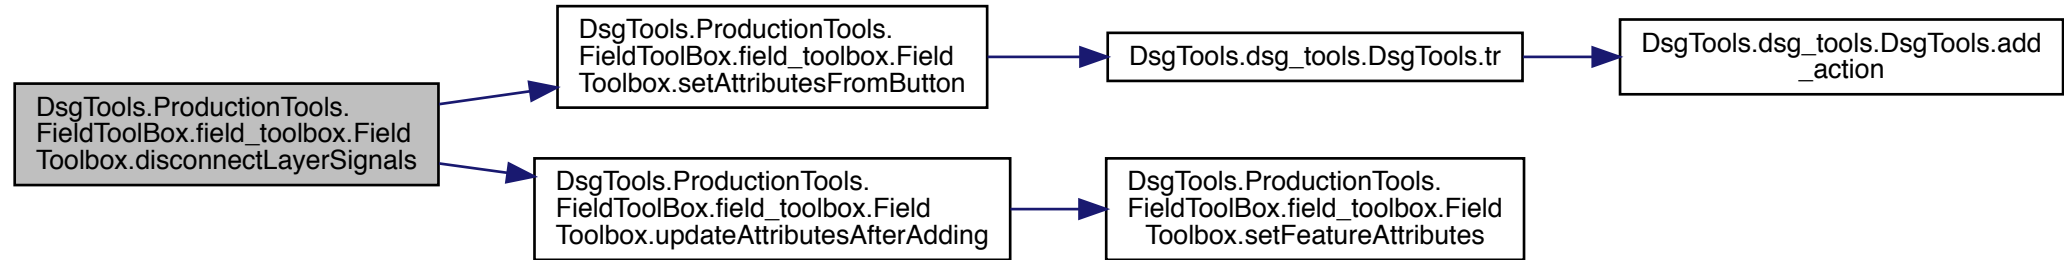 DsgTools.ProductionTools.
FieldToolBox.field_toolbox.Field
Toolbox.disconnectLayerSignals
DsgTools.ProductionTools.
FieldToolBox.field_toolbox.Field
Toolbox.setAttributesFromButton
DsgTools.dsg_tools.DsgTools.tr
DsgTools.dsg_tools.DsgTools.add
_action
DsgTools.ProductionTools.
FieldToolBox.field_toolbox.Field
Toolbox.updateAttributesAfterAdding
DsgTools.ProductionTools.
FieldToolBox.field_toolbox.Field
Toolbox.setFeatureAttributes